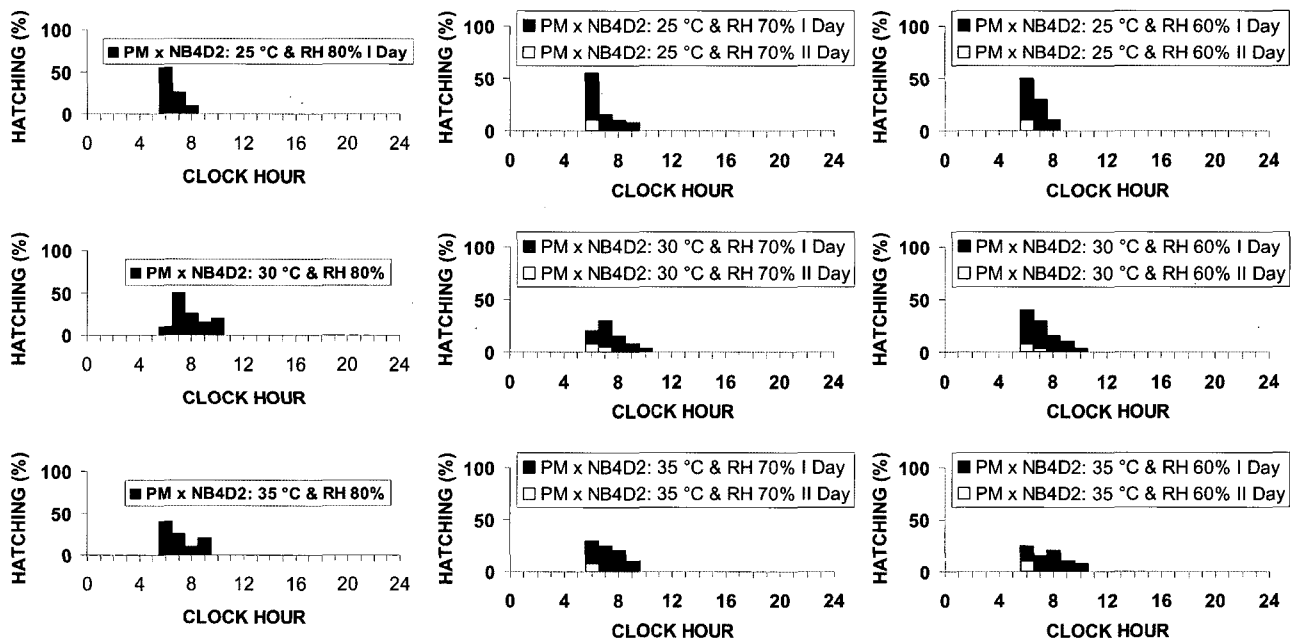 HATCHING (%)
100
50
0
■ PM x NB4D2: 25 °C & RH 80% I Day
0 4 8 12 16 20 24
CLOCK HOUR
HATCHING (%)
100
50
0
■ PM x NB4D2: 25 °C & RH 70% I Day
□ PM x NB4D2: 25 °C & RH 70% II Day
0 4 8 12 16 20 24
CLOCK HOUR
HATCHING (%)
100
50
0
■ PM x NB4D2: 25 °C & RH 60% I Day
□ PM x NB4D2: 25 °C & RH 60% II Day
0 4 8 12 16 20 24
CLOCK HOUR
HATCHING (%)
100
50
0
■ PM x NB4D2: 30 °C & RH 80%
0 4 8 12 16 20 24
CLOCK HOUR
HATCHING (%)
100
50
0
■ PM x NB4D2: 30 °C & RH 70% I Day
□ PM x NB4D2: 30 °C & RH 70% II Day
0 4 8 12 16 20 24
CLOCK HOUR
HATCHING (%)
100
50
0
■ PM x NB4D2: 30 °C & RH 60% I Day
□ PM x NB4D2: 30 °C & RH 60% II Day
0 4 8 12 16 20 24
CLOCK HOUR
HATCHING (%)
100
50
0
■ PM x NB4D2: 35 °C & RH 80%
0 4 8 12 16 20 24
CLOCK HOUR
HATCHING (%)
100
50
0
■ PM x NB4D2: 35 °C & RH 70% I Day
□ PM x NB4D2: 35 °C & RH 70% II Day
0 4 8 12 16 20 24
CLOCK HOUR
HATCHING (%)
100
50
0
■ PM x NB4D2: 35 °C & RH 60% I Day
□ PM x NB4D2: 35 °C & RH 60% II Day
0 4 8 12 16 20 24
CLOCK HOUR